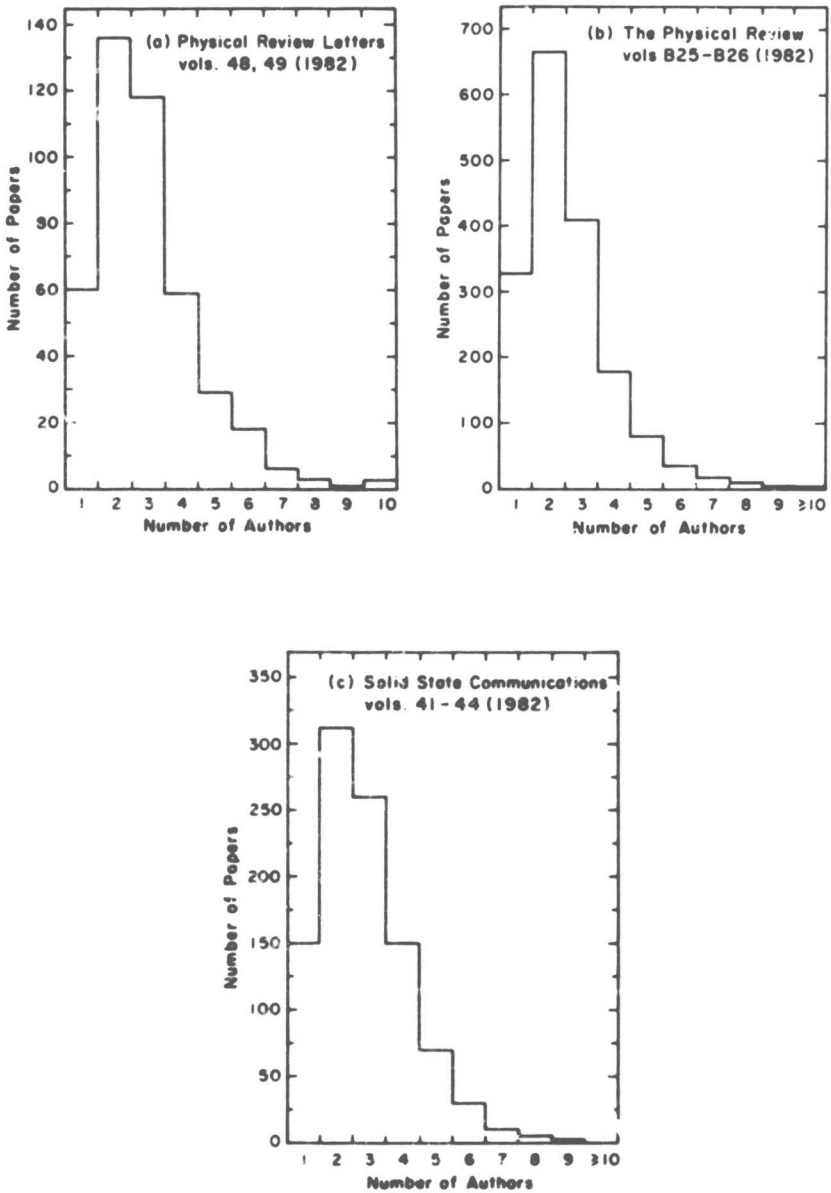 (a) Physical Review Letters
vols. 48, 49 (1982)
Number of Papers
140
120
100
80
60
40
20
0
1 2 3 4 5 6 7 8 9 10
Number of Authors
(b) The Physical Review
vols B25-B26 (1982)
Number of Papers
700
600
500
400
300
200
100
0
1 2 3 4 5 6 7 8 9 ≥10
Number of Authors
(c) Solid State Communications
vols. 41-44 (1982)
Number of Papers
350
300
250
200
150
100
50
0
1 2 3 4 5 6 7 8 9 ≥10
Number of Authors